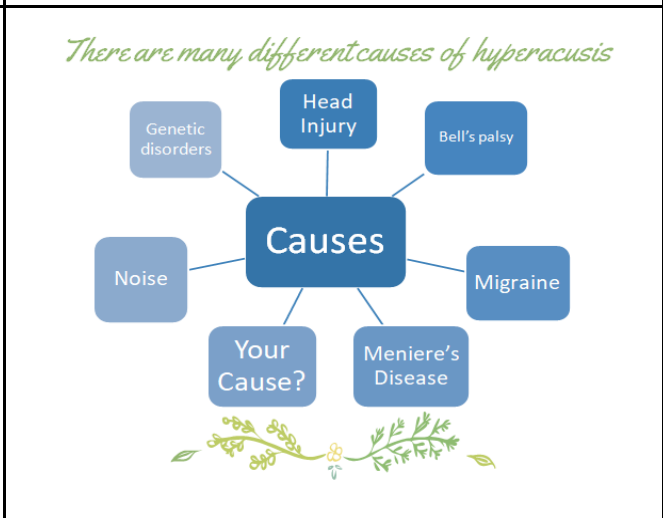 There are many different causes of hyperacusis
Head
Injury
Genetic
disorders
Bell’s palsy
Causes
Noise
Migraine
Your
Cause?
Meniere’s
Disease